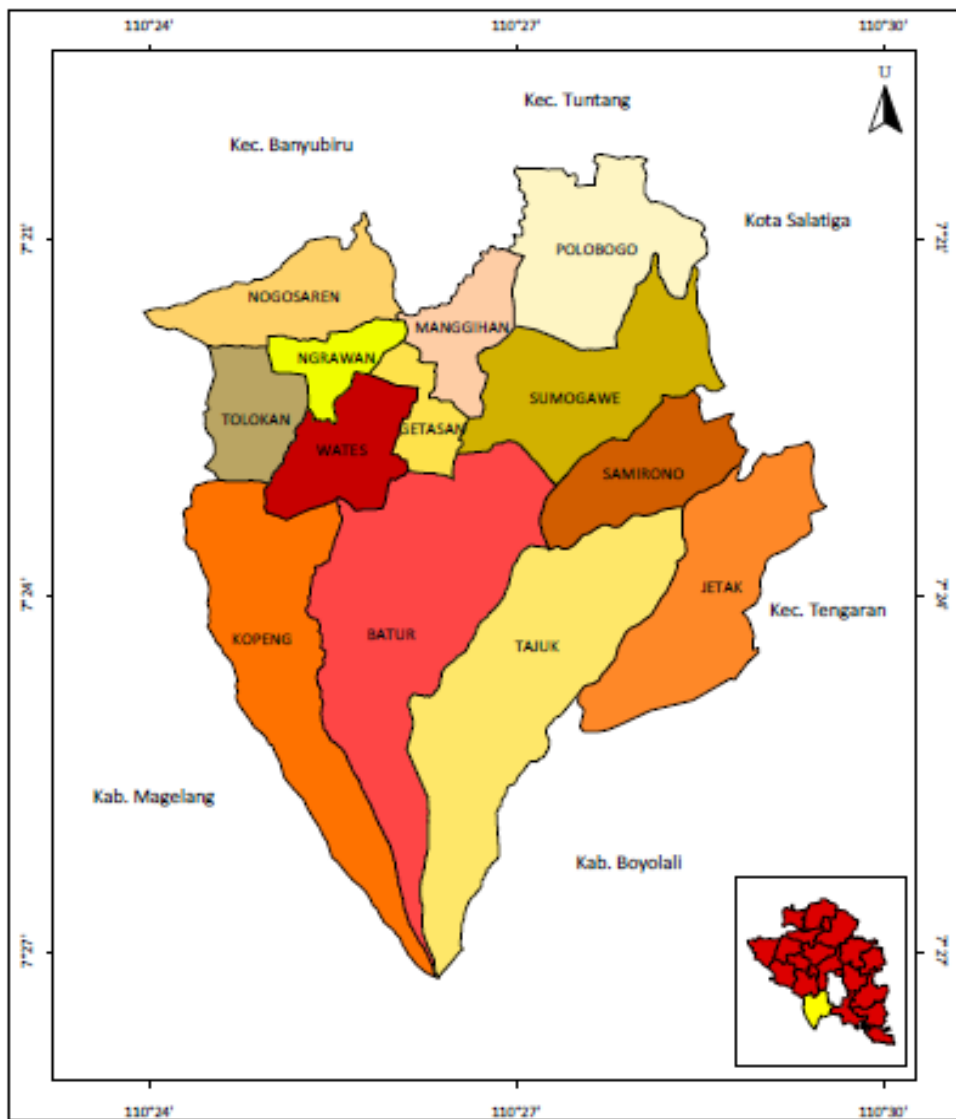 110°24'
110°27'
110°30'
U
Kec. Tuntang
Kec. Banyubiru
Kota Salatiga
7°21'
7°21'
POLOBOGO
NOGOSAREN
MANGGIHAN
NGRAWAN
SUMOGAWE
TOLOKAN
GETASAN
WATES
SAMIRONO
7°24'
7°24'
JETAK
Kec. Tengaran
KOPENG
BATUR
TAJUK
Kab. Magelang
Kab. Boyolali
7°27'
7°27'
110°24'
110°27'
110°30'